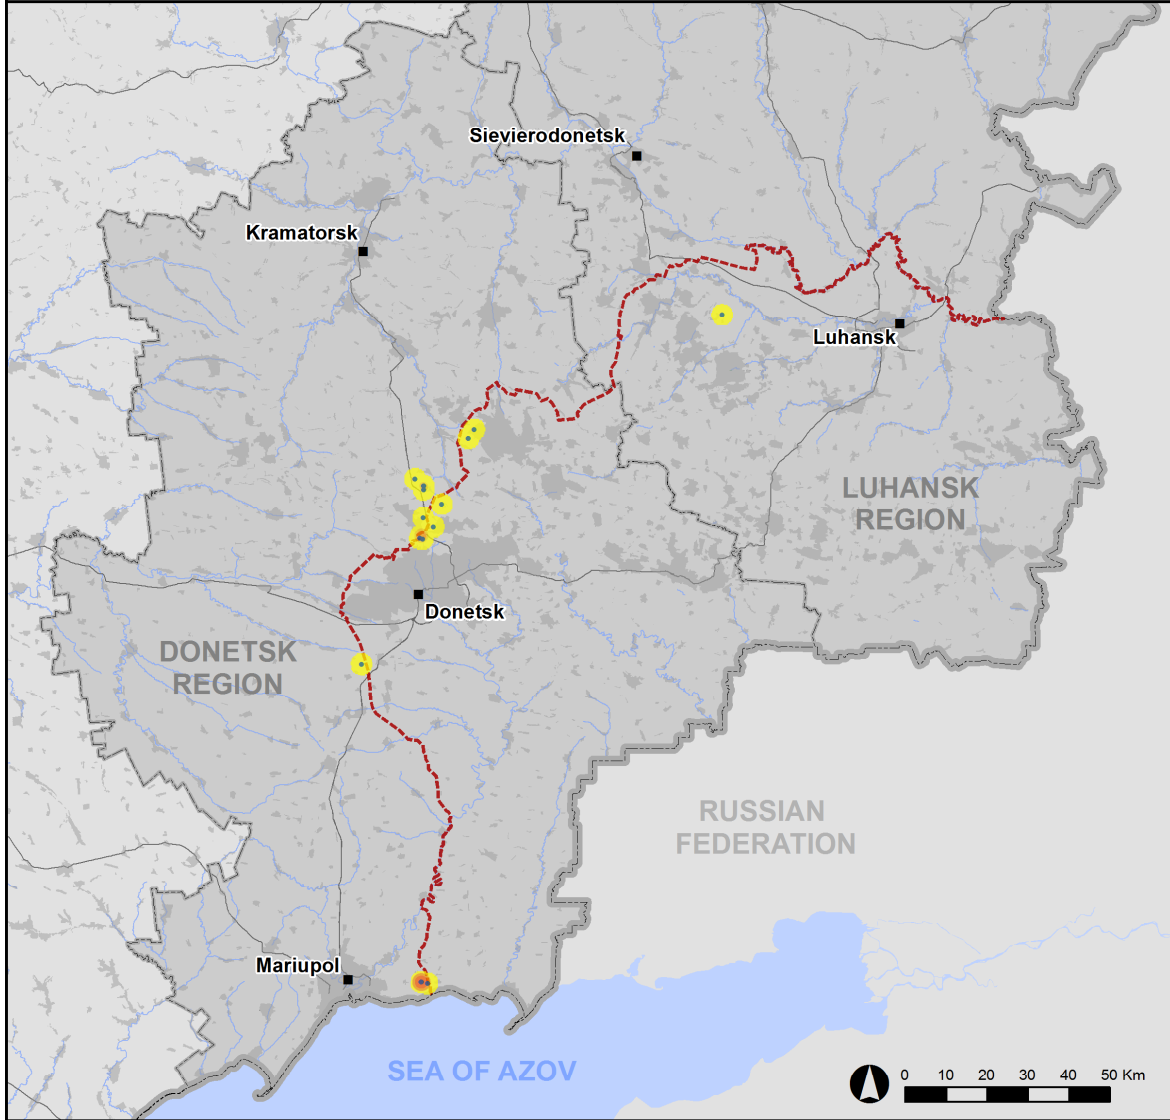 Sievierodonetsk
Kramatorsk
Luhansk
LUHANSK
REGION
Donetsk
DONETSK
REGION
RUSSIAN
FEDERATION
Mariupol
SEA OF AZOV
0 10 20 30 40 50 Km